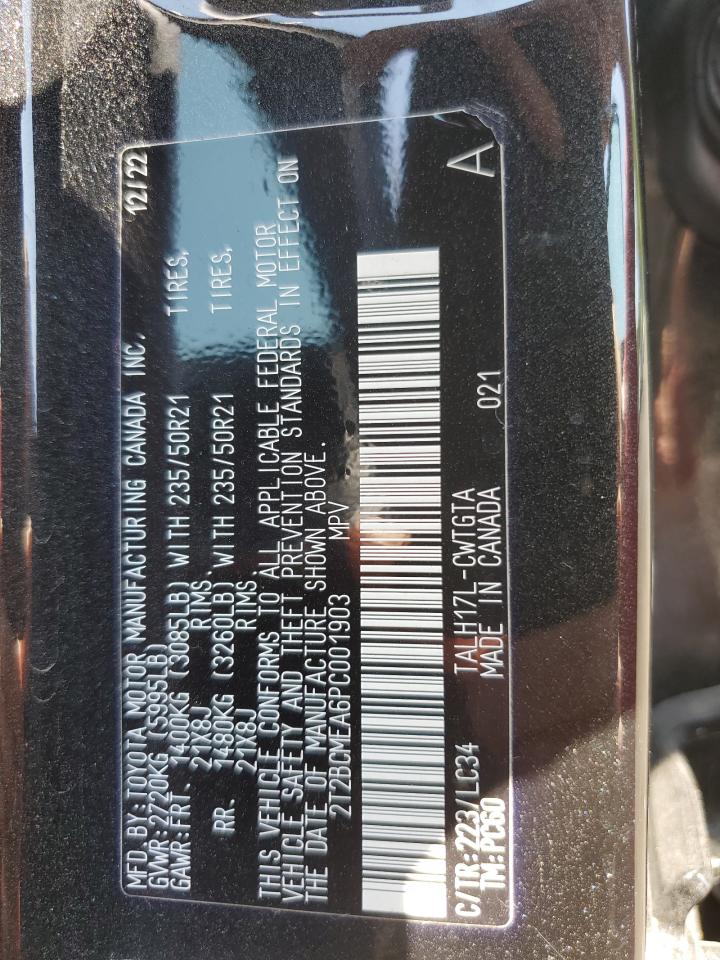 MFD.BY:TOYOTA MOTOR MANUFACTURING CANADA INC. 12/22
GVWR:2720KG (5995LB)
GAWR:FRT. 1400KG (3085LB) WITH 235/50R21 TIRES,
21X8J RIMS.
RR. 1480KG (3260LB) WITH 235/50R21 TIRES,
21X8J RIMS.
THIS VEHICLE CONFORMS TO ALL APPLICABLE FEDERAL MOTOR
VEHICLE SAFETY AND THEFT PREVENTION STANDARDS IN EFFECT ON
THE DATE OF MANUFACTURE SHOWN ABOVE.
2T2BCMEA6PC001903 MPV
C/TR:223/LC34 TALH17L-CWTGTA A
TM:PC60 MADE IN CANADA 021